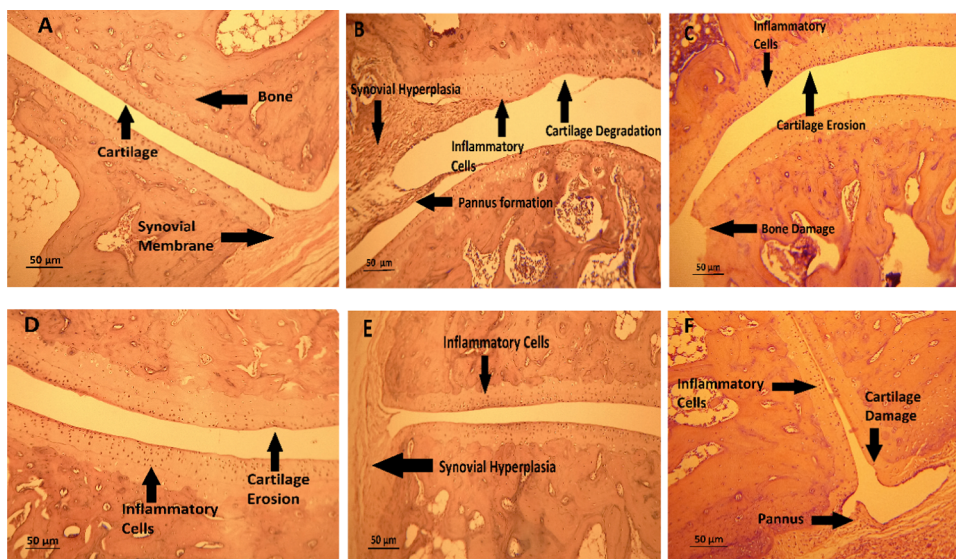 A
Bone
Cartilage
Synovial
Membrane
50 µm
B
Synovial Hyperplasia
Cartilage Degradation
Inflammatory
Cells
Pannus formation
50 µm
C
Inflammatory
Cells
Cartilage Erosion
Bone Damage
50 µm
D
Cartilage
Erosion
Inflammatory
Cells
50 µm
E
Inflammatory Cells
Synovial Hyperplasia
50 µm
F
Inflammatory
Cells
Cartilage
Damage
Pannus
50 µm